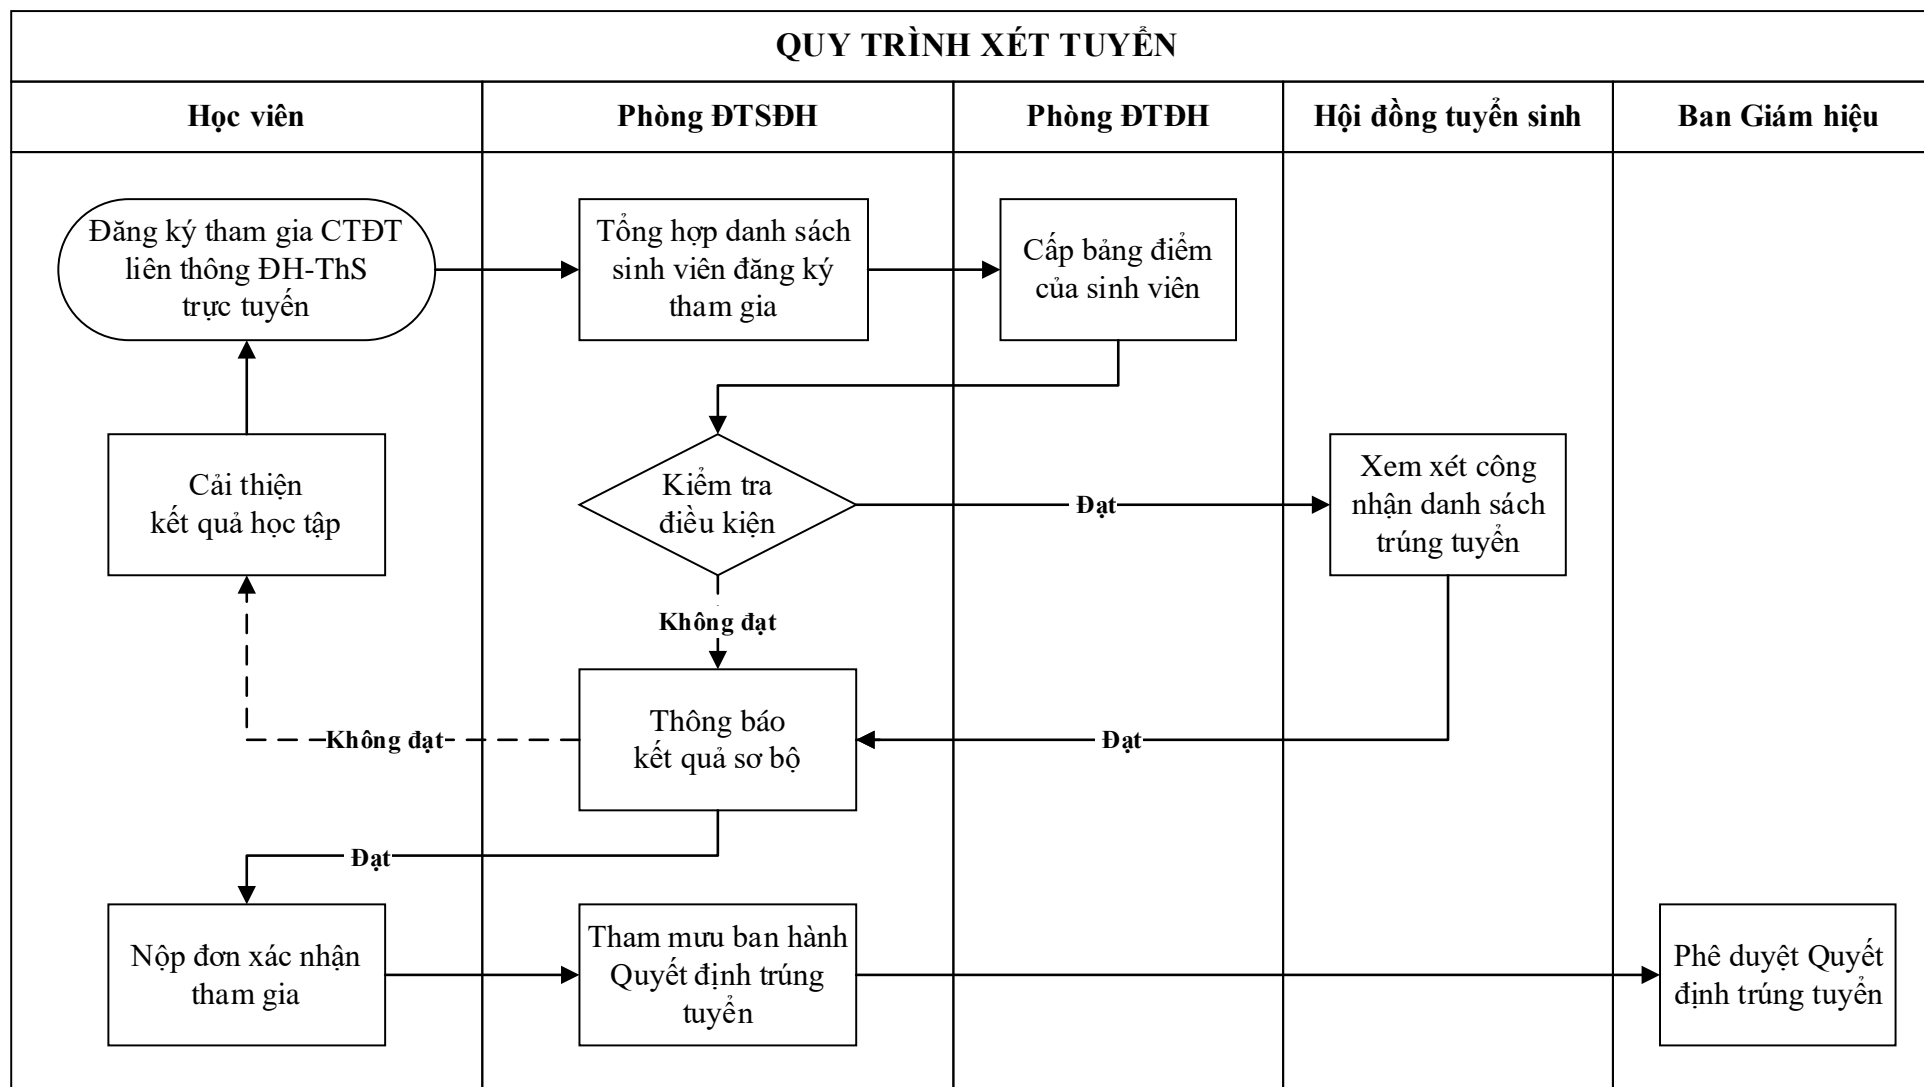 QUY TRÌNH XÉT TUYỂN
Học viên
Phòng ĐTSĐH
Phòng ĐTĐH
Hội đồng tuyển sinh
Ban Giám hiệu
Đăng ký tham gia CTĐT
liên thông ĐH-ThS
trực tuyến
Tổng hợp danh sách
sinh viên đăng ký
tham gia
Cấp bảng điểm
của sinh viên
Cải thiện
kết quả học tập
Kiểm tra
điều kiện
Đạt
Xem xét công
nhận danh sách
trúng tuyển
Không đạt
Không đạt
Thông báo
kết quả sơ bộ
Đạt
Đạt
Nộp đơn xác nhận
tham gia
Tham mưu ban hành
Quyết định trúng
tuyển
Phê duyệt Quyết
định trúng tuyển